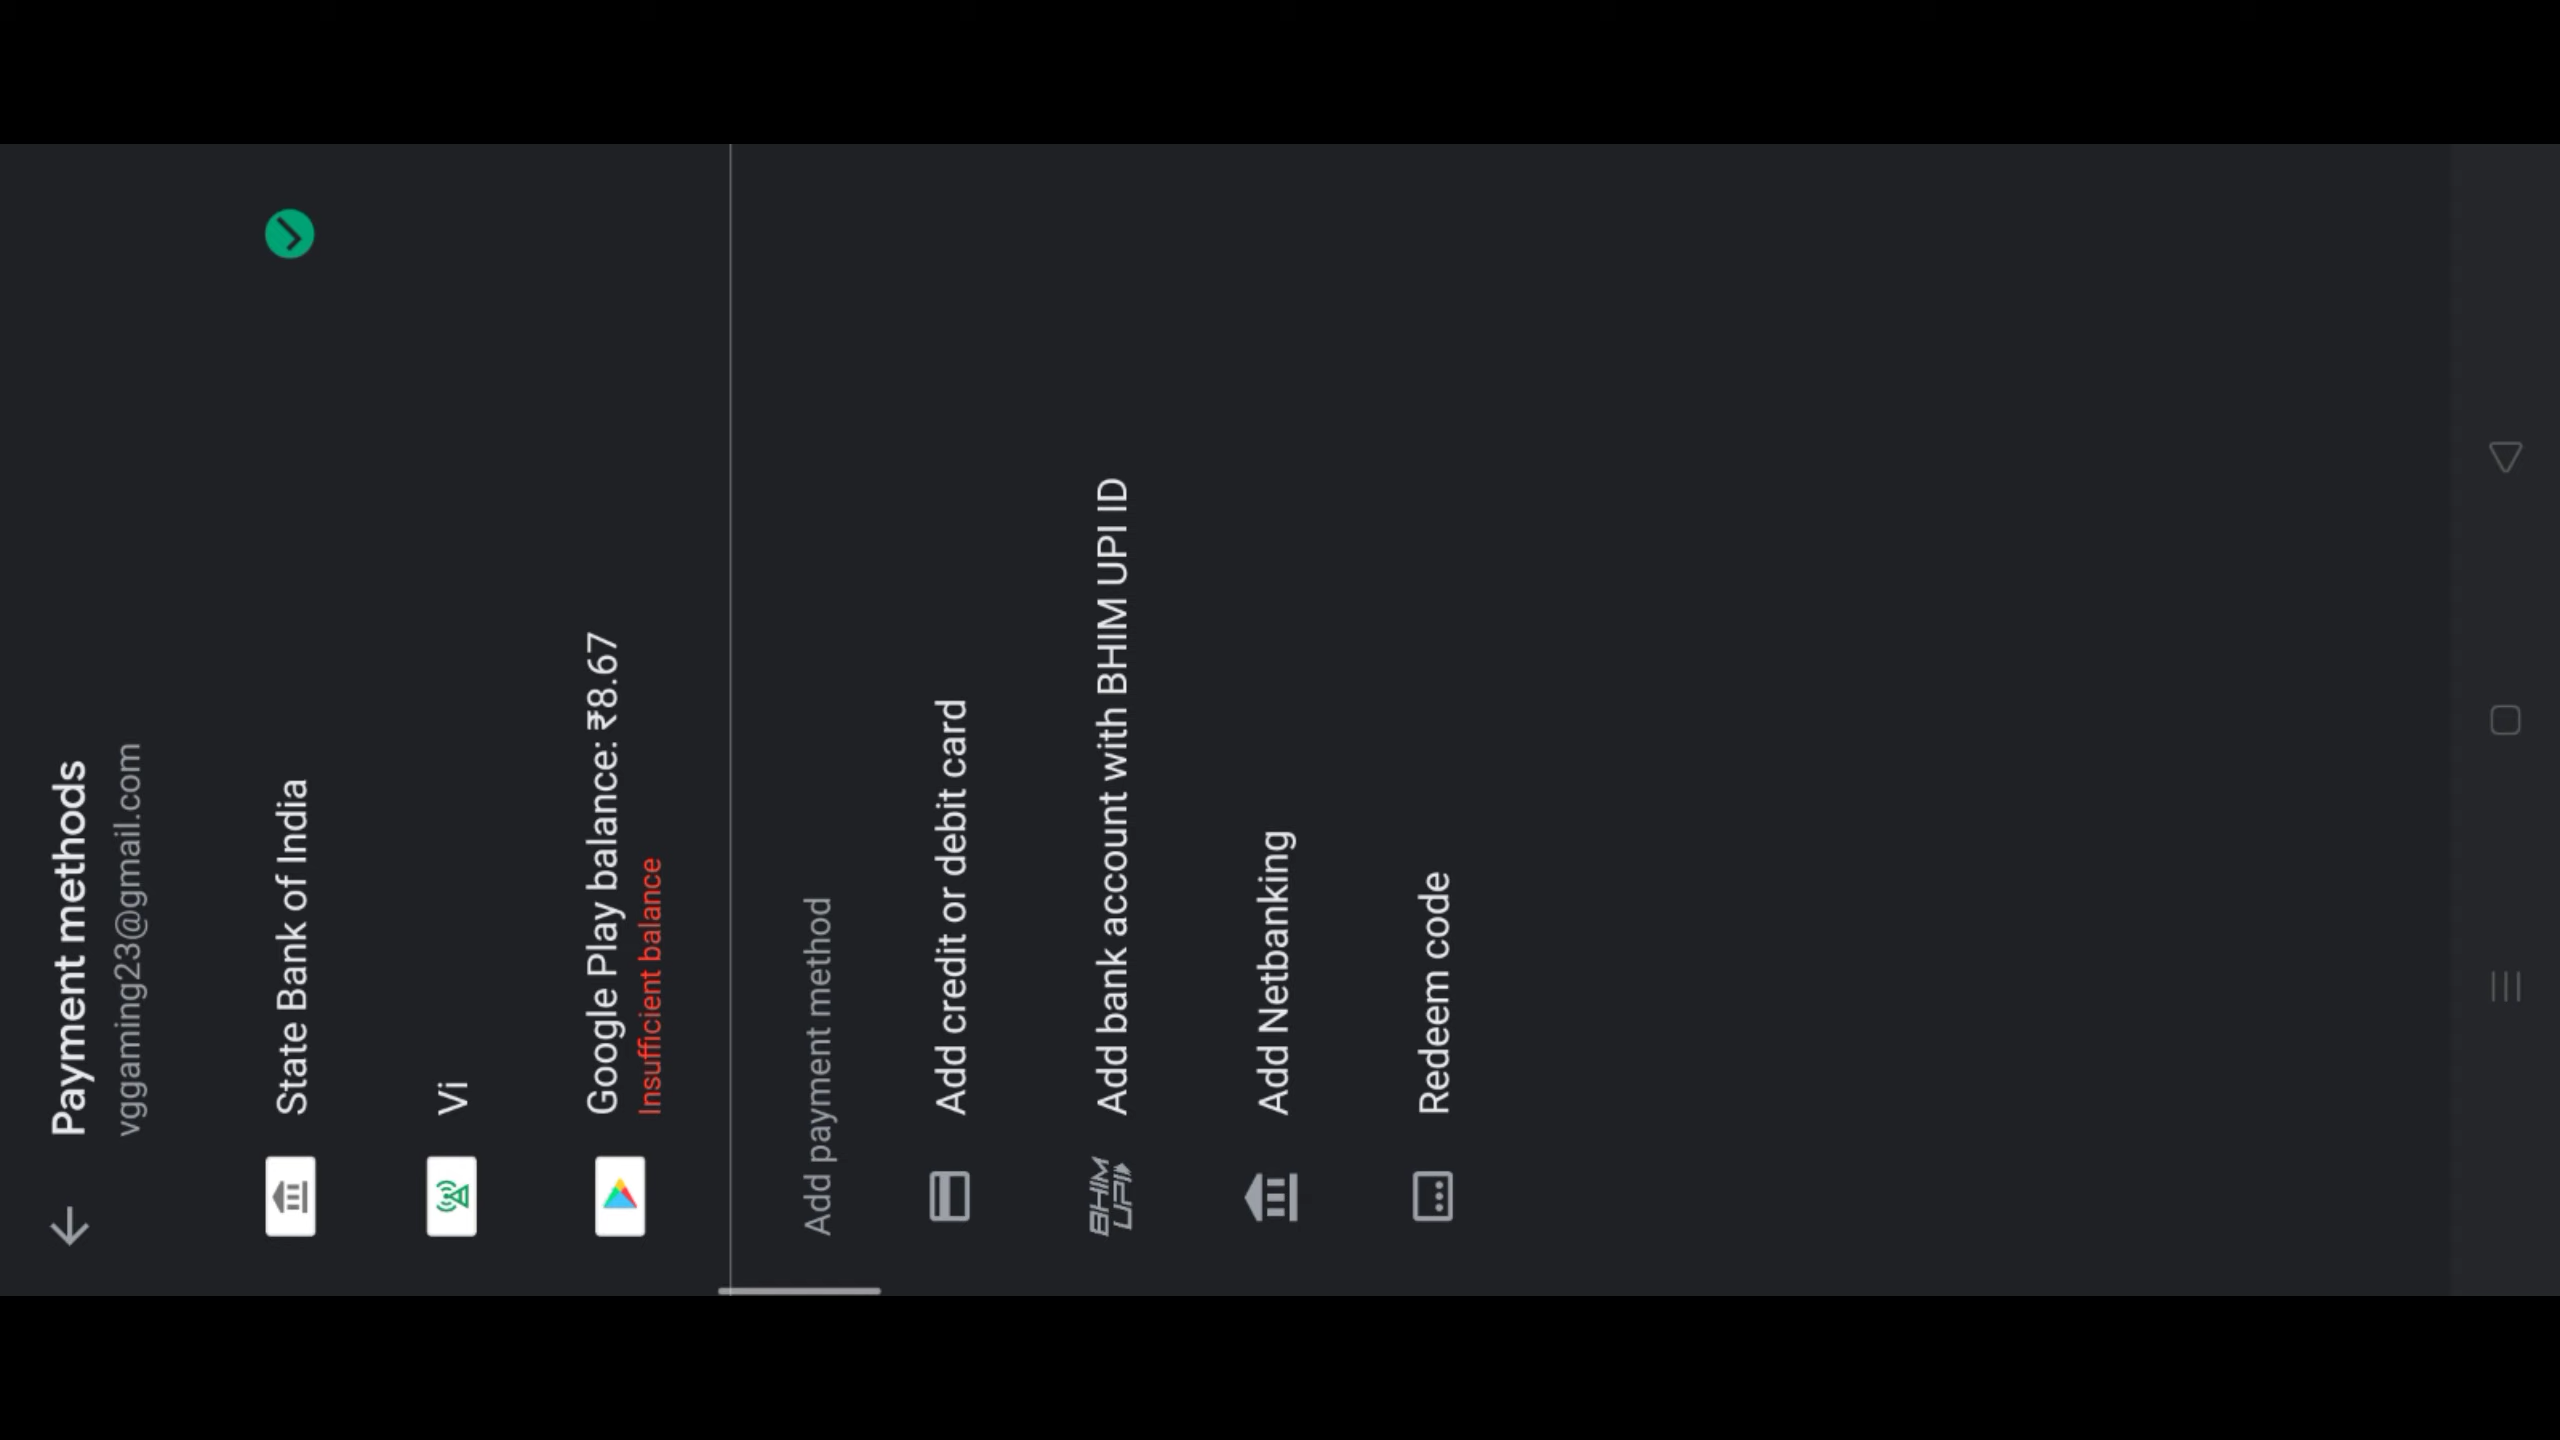 Payment methods
vggaming23@gmail.com
State Bank of India
Vi
Google Play balance: ₹8.67
Insufficient balance
Add payment method
Add credit or debit card
BHIM
UPI
Add bank account with BHIM UPI ID
Add Netbanking
Redeem code